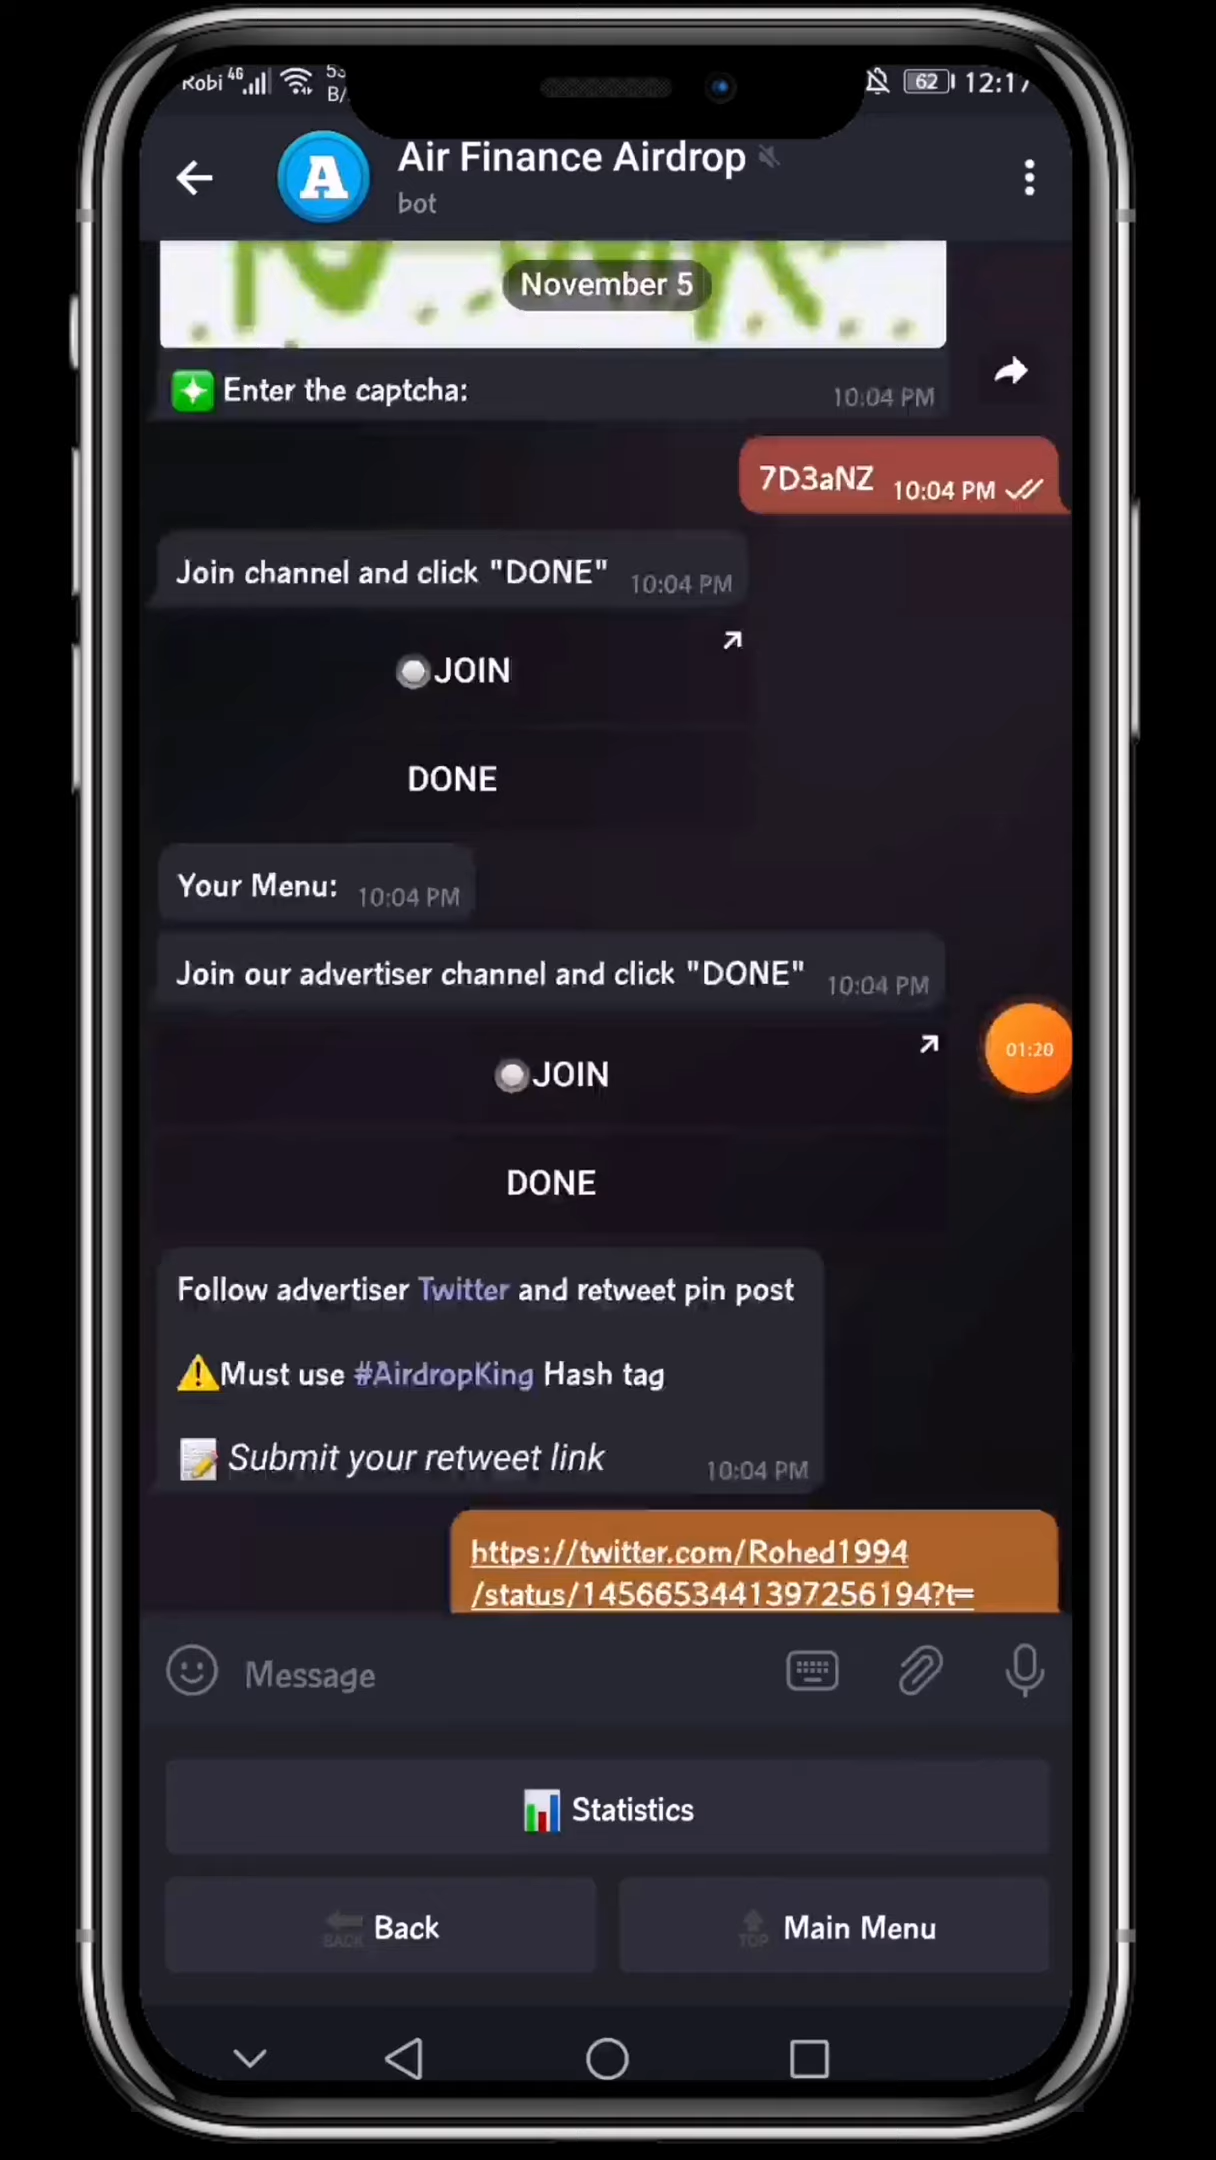 Robi 4G
B/
62 12:17
A Air Finance Airdrop
bot
November 5
Enter the captcha:
10:04 PM
7D3aNZ 10:04 PM
Join channel and click "DONE" 10:04 PM
JOIN
DONE
Your Menu: 10:04 PM
Join our advertiser channel and click "DONE" 10:04 PM
01:20
JOIN
DONE
Follow advertiser Twitter and retweet pin post
Must use #AirdropKing Hash tag
Submit your retweet link 10:04 PM
https://twitter.com/Rohed1994
/status/1456653441397256194?t=
Message
Statistics
BACK Back
TOP Main Menu